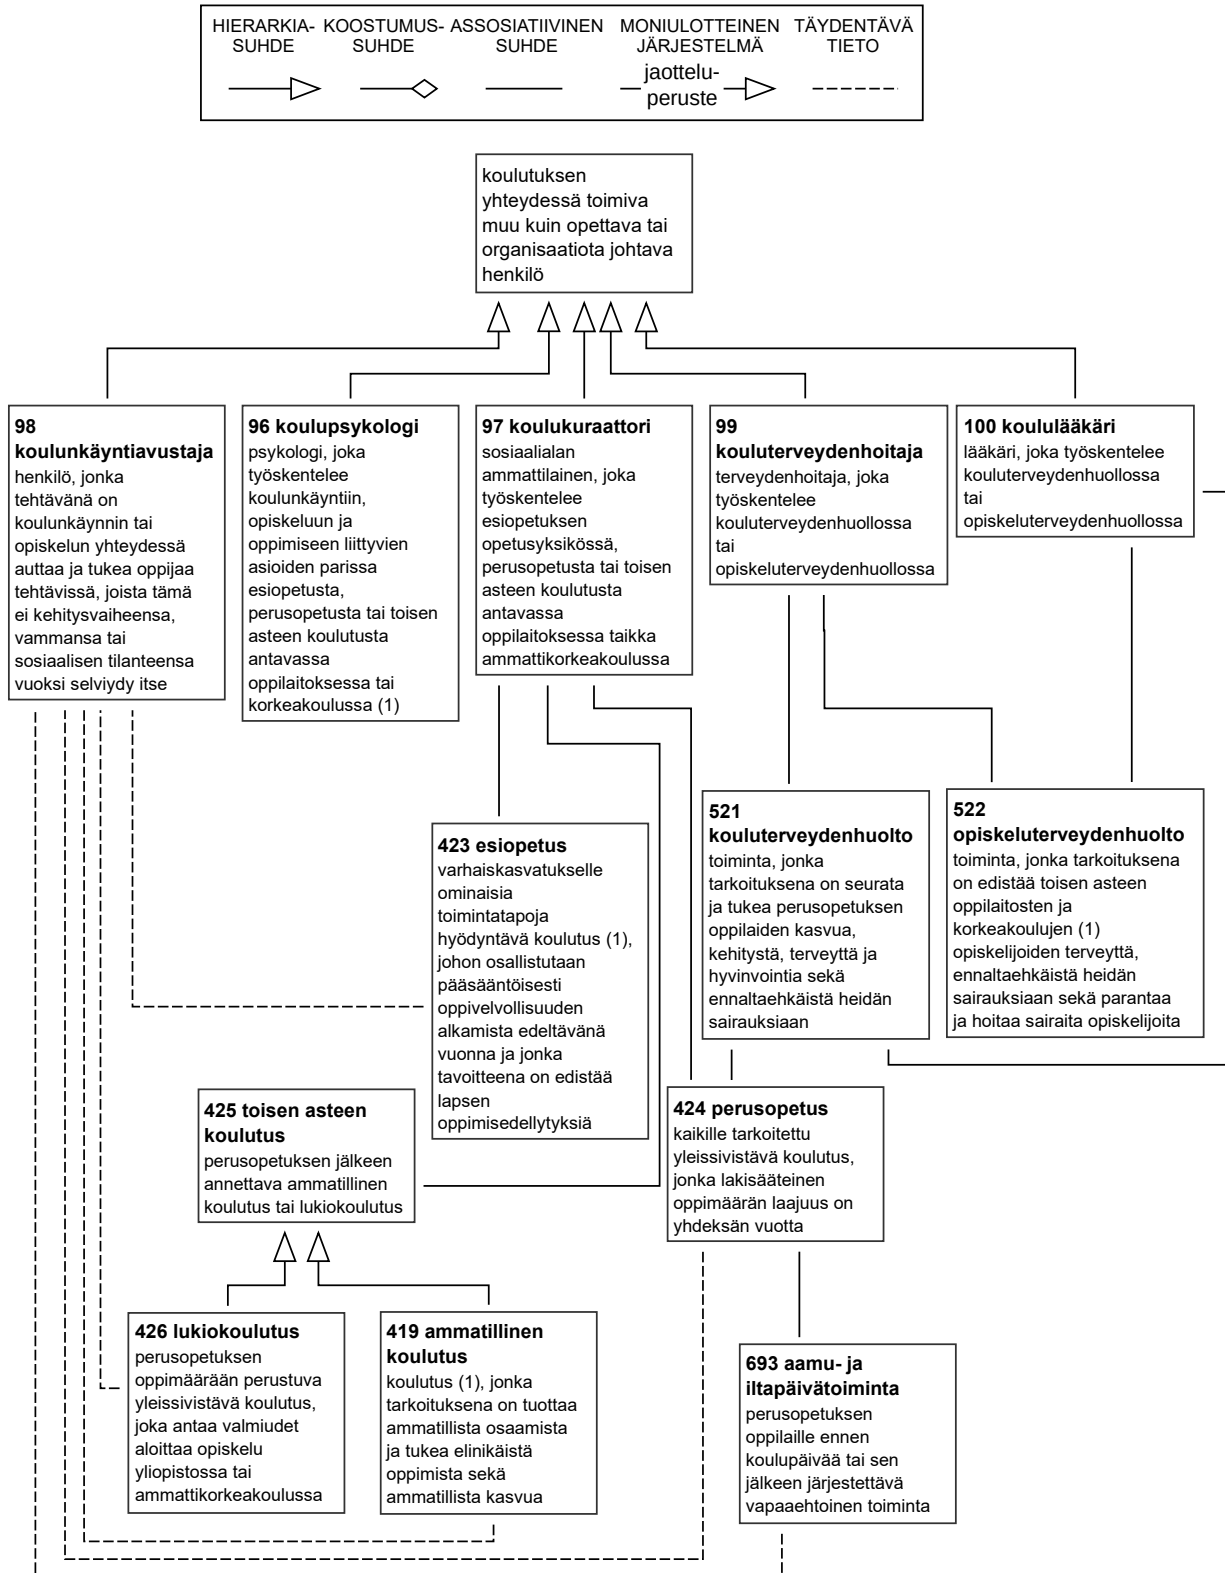 HIERARKIA-
SUHDE
KOOSTUMUS-
SUHDE
ASSOSIATIIVINEN
SUHDE
MONIULOTTEINEN
JÄRJESTELMÄ
TÄYDENTÄVÄ
TIETO
jaottelu-
peruste
koulutuksen
yhteydessä toimiva
muu kuin opettava tai
organisaatiota johtava
henkilö
98
koulunkäyntiavustaja
henkilö, jonka
tehtävänä on
koulunkäynnin tai
opiskelun yhteydessä
auttaa ja tukea oppijaa
tehtävissä, joista tämä
ei kehitysvaiheensa,
vammansa tai
sosiaalisen tilanteensa
vuoksi selviydy itse
96 koulupsykologi
psykologi, joka
työskentelee
koulunkäyntiin,
opiskeluun ja
oppimiseen liittyvien
asioiden parissa
esiopetusta,
perusopetusta tai toisen
asteen koulutusta
antavassa
oppilaitoksessa tai
korkeakoulussa (1)
97 koulukuraattori
sosiaalialan
ammattilainen, joka
työskentelee
esiopetuksen
opetusyksikössä,
perusopetusta tai toisen
asteen koulutusta
antavassa
oppilaitoksessa taikka
ammattikorkeakoulussa
99
kouluterveydenhoitaja
terveydenhoitaja, joka
työskentelee
kouluterveydenhuollossa
tai
opiskeluterveydenhuollossa
100 koululääkäri
lääkäri, joka työskentelee
kouluterveydenhuollossa
tai
opiskeluterveydenhuollossa
423 esiopetus
varhaiskasvatukselle
ominaisia
toimintatapoja
hyödyntävä koulutus (1),
johon osallistutaan
pääsääntöisesti
oppivelvollisuuden
alkamista edeltävänä
vuonna ja jonka
tavoitteena on edistää
lapsen
oppimisedellytyksiä
521
kouluterveydenhuolto
toiminta, jonka
tarkoituksena on seurata
ja tukea perusopetuksen
oppilaiden kasvua,
kehitystä, terveyttä ja
hyvinvointia sekä
ennaltaehkäistä heidän
sairauksiaan
522
opiskeluterveydenhuolto
toiminta, jonka tarkoituksena
on edistää toisen asteen
oppilaitosten ja
korkeakoulujen (1)
opiskelijoiden terveyttä,
ennaltaehkäistä heidän
sairauksiaan sekä parantaa
ja hoitaa sairaita opiskelijoita
425 toisen asteen
koulutus
perusopetuksen jälkeen
annettava ammatillinen
koulutus tai lukiokoulutus
424 perusopetus
kaikille tarkoitettu
yleissivistävä koulutus,
jonka lakisääteinen
oppimäärän laajuus on
yhdeksän vuotta
426 lukiokoulutus
perusopetuksen
oppimäärään perustuva
yleissivistävä koulutus,
joka antaa valmiudet
aloittaa opiskelu
yliopistossa tai
ammattikorkeakoulussa
419 ammatillinen
koulutus
koulutus (1), jonka
tarkoituksena on tuottaa
ammatillista osaamista
ja tukea elinikäistä
oppimista sekä
ammatillista kasvua
693 aamu- ja
iltapäivätoiminta
perusopetuksen
oppilaille ennen
koulupäivää tai sen
jälkeen järjestettävä
vapaaehtoinen toiminta